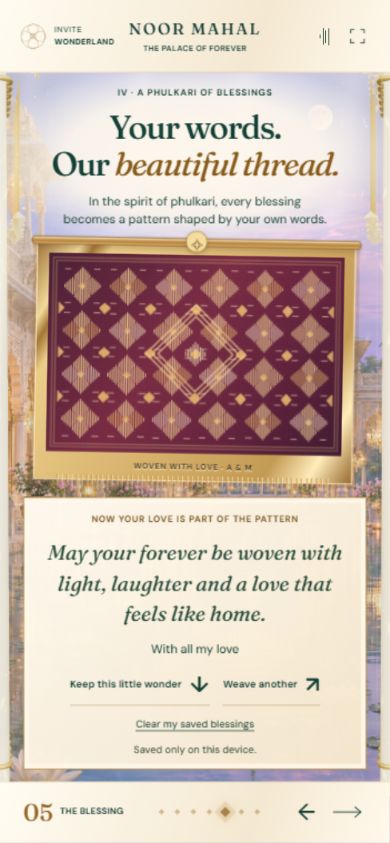 INVITE
WONDERLAND
NOOR MAHAL
THE PALACE OF FOREVER
IV · A PHULKARI OF BLESSINGS
Your words.
Our beautiful thread.
In the spirit of phulkari, every blessing
becomes a pattern shaped by your own words.
WOVEN WITH LOVE · A & M
NOW YOUR LOVE IS PART OF THE PATTERN
May your forever be woven with
light, laughter and a love that
feels like home.
With all my love
Keep this little wonder ↓ Weave another ↗
Clear my saved blessings
Saved only on this device.
05 THE BLESSING